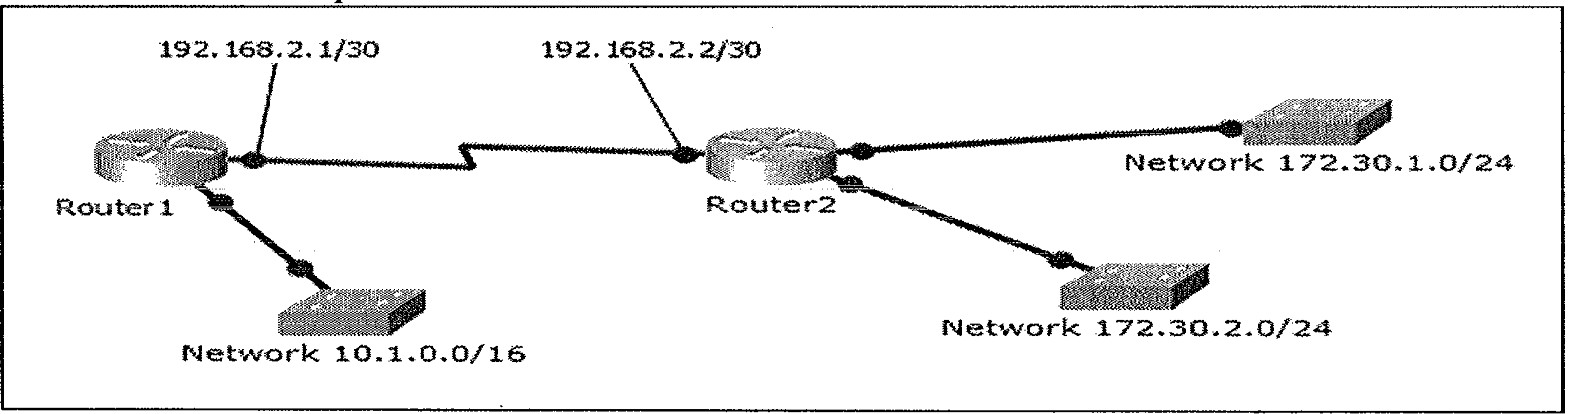 192.168.2.1/30
192.168.2.2/30
Network 172.30.1.0/24
Router1
Router2
Network 172.30.2.0/24
Network 10.1.0.0/16